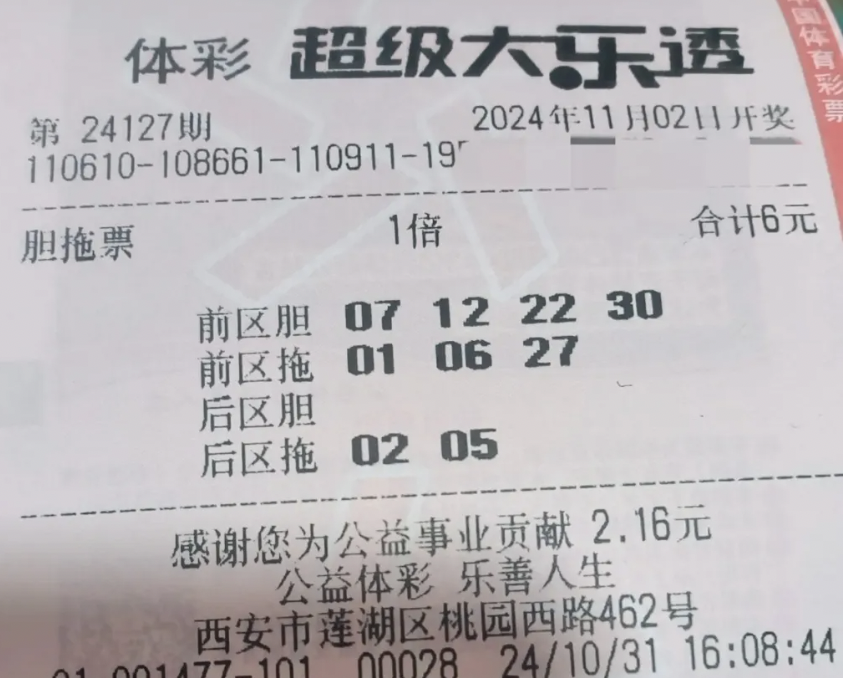 体彩 超级大乐透
中国体育彩票
第 24127期 2024年11月02日开奖
110610-108661-110911-19
胆拖票 1倍 合计6元
前区胆 07 12 22 30
前区拖 01 06 27
后区胆
后区拖 02 05
感谢您为公益事业贡献 2.16元
公益体彩 乐善人生
西安市莲湖区桃园西路462号
01-001477-101 00028 24/10/31 16:08:44